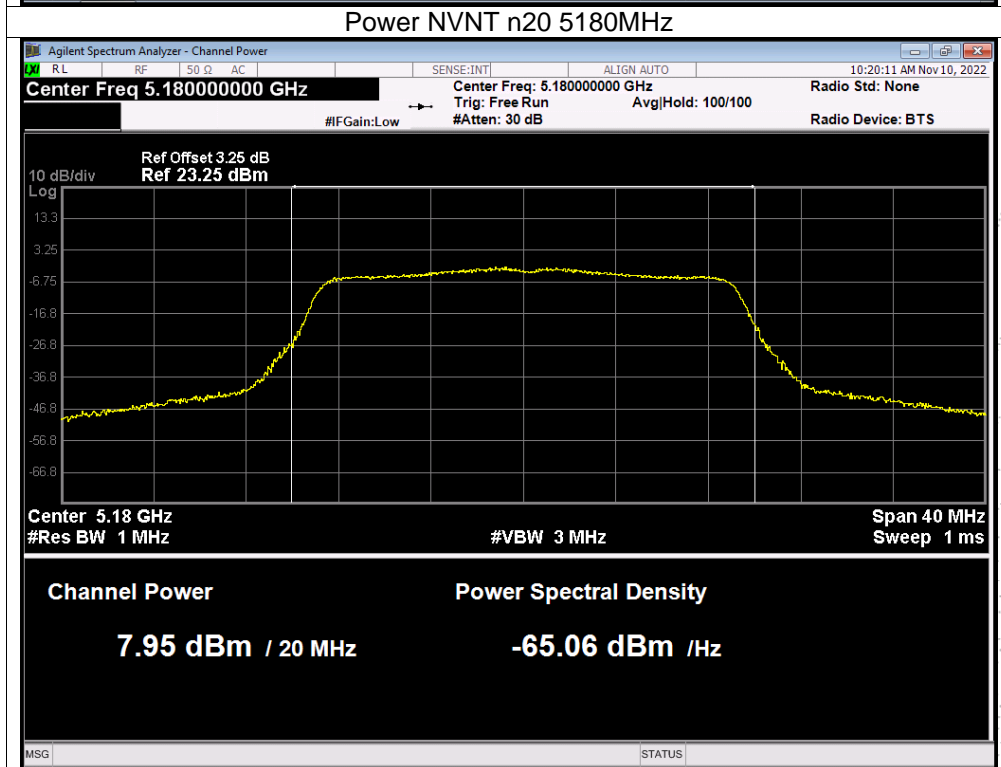 Power NVNT n20 5180MHz
Agilent Spectrum Analyzer - Channel Power
LXI RL RF 50 Ω AC SENSE:INT ALIGN AUTO 10:20:11 AM Nov 10, 2022
Center Freq 5.180000000 GHz Center Freq: 5.180000000 GHz Radio Std: None
Trig: Free Run Avg|Hold: 100/100
#IFGain:Low #Atten: 30 dB Radio Device: BTS
Ref Offset 3.25 dB
10 dB/div Ref 23.25 dBm
Log
13.3
3.25
-6.75
-16.8
-26.8
-36.8
-46.8
-56.8
-66.8
Center 5.18 GHz Span 40 MHz
#Res BW 1 MHz #VBW 3 MHz Sweep 1 ms
Channel Power Power Spectral Density
7.95 dBm / 20 MHz -65.06 dBm /Hz
MSG STATUS